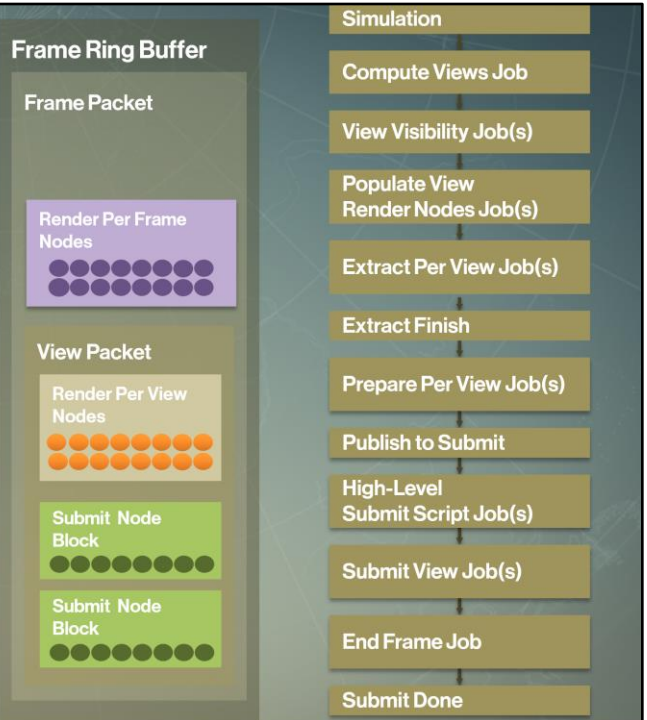 Frame Ring Buffer
Frame Packet
Render Per Frame
Nodes
View Packet
Render Per View
Nodes
Submit Node
Block
Submit Node
Block
Simulation
Compute Views Job
View Visibility Job(s)
Populate View
Render Nodes Job(s)
Extract Per View Job(s)
Extract Finish
Prepare Per View Job(s)
Publish to Submit
High-Level
Submit Script Job(s)
Submit View Job(s)
End Frame Job
Submit Done